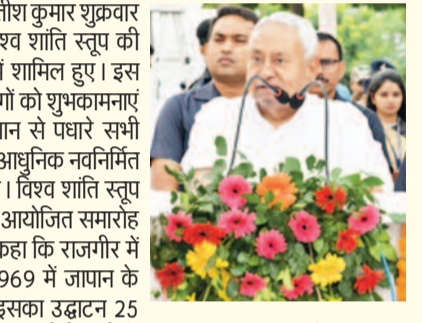 तीश कुमार शुक्रवार
श्व शांति स्तूप की
शामिल हुए। इस
गों को शुभकामनाएं
ान से पधारे सभी
आधुनिक नवनिर्मित
। विश्व शांति स्तूप
आयोजित समारोह
कहा कि राजगीर में
969 में जापान के
इसका उद्घाटन 25